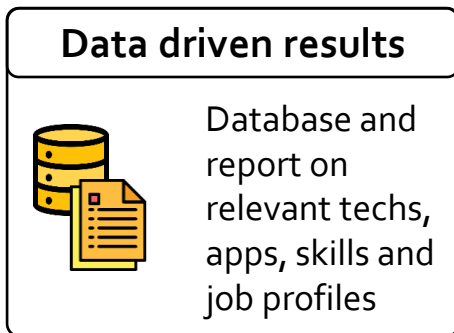 Data driven results
Database and
report on
relevant techs,
apps, skills and
job profiles